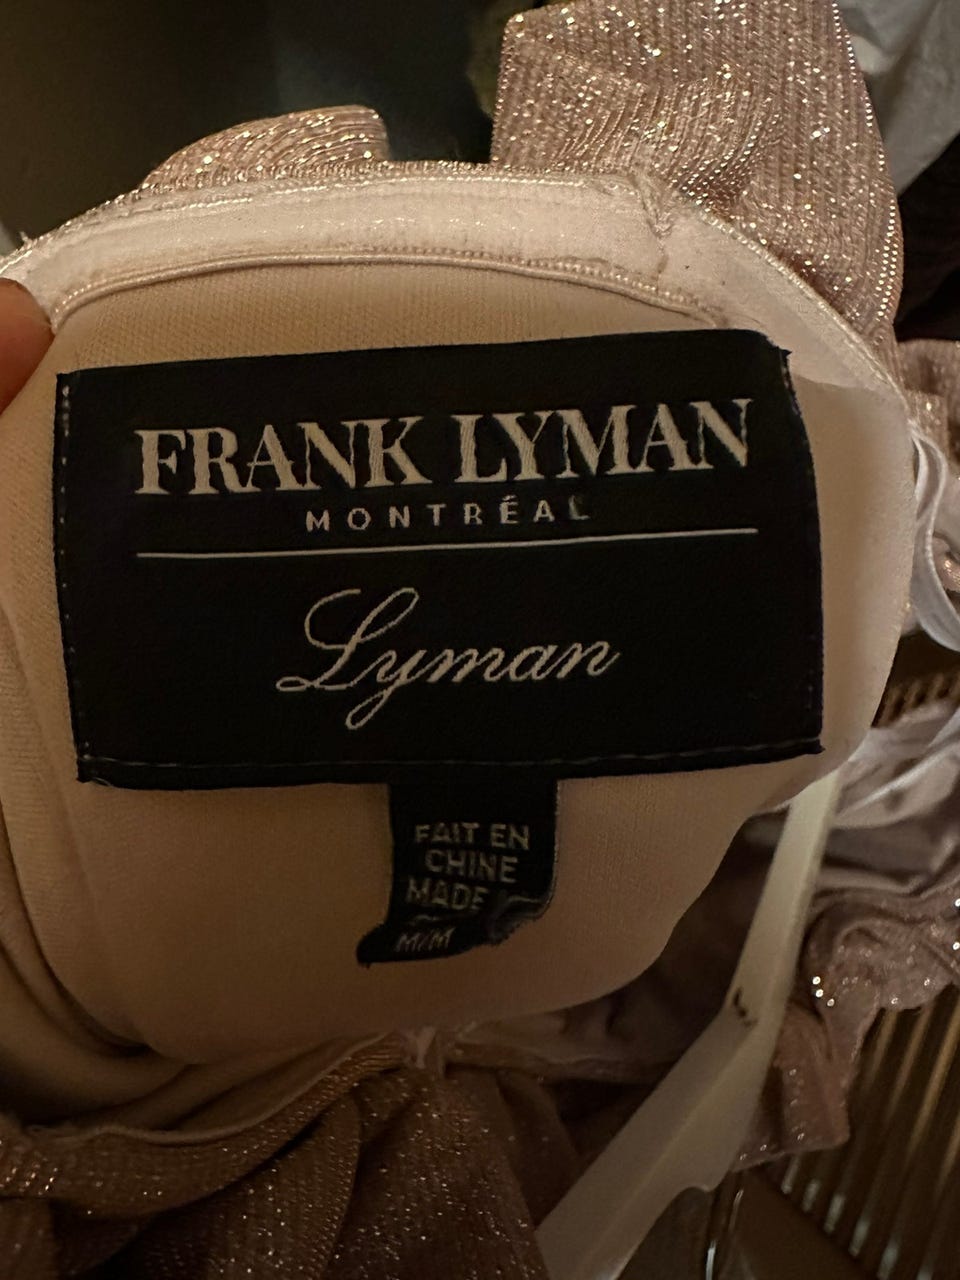 FRANK LYMAN
MONTRÉAL
Lyman
FAIT EN
CHINE
MADE
M/M